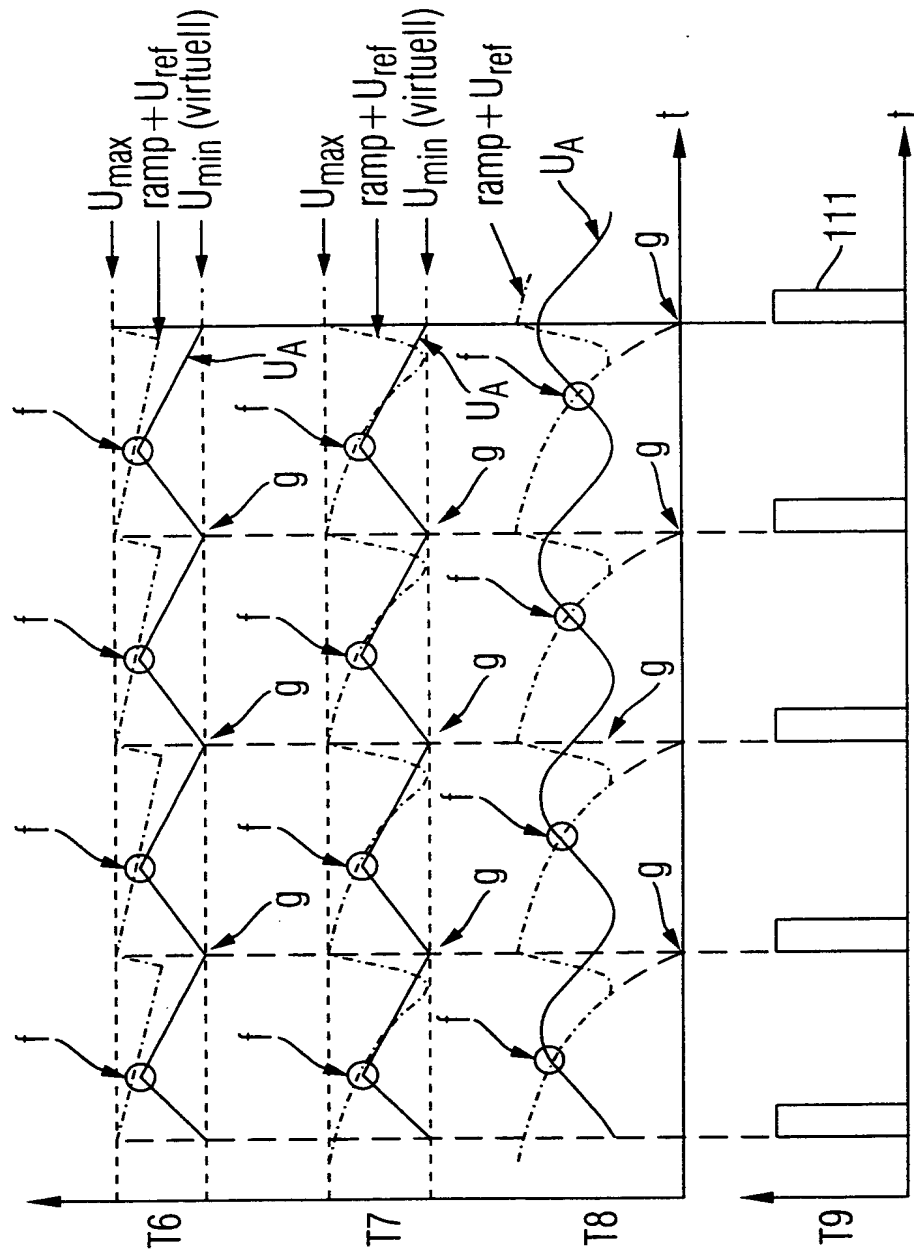 f
f
f
f
U_max
ramp+U_ref
U_min (virtuell)
T6
g
g
g
U_A
f
f
f
f
U_max
ramp+U_ref
U_min (virtuell)
T7
g
g
g
U_A
f
f
f
f
ramp+U_ref
U_A
T8
g
g
g
g
t
111
T9
t